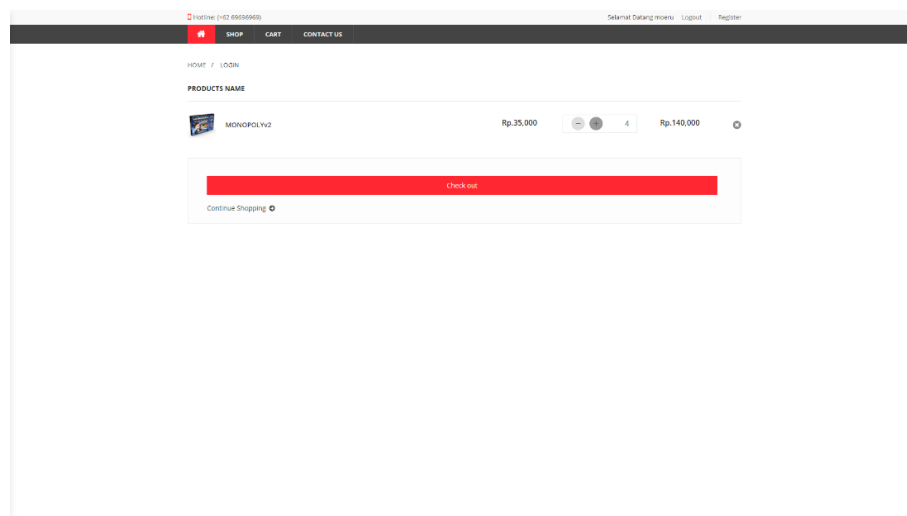 Hotline: (+62 69696969)
Selamat Datang moeru Logout Register
SHOP CART CONTACT US
HOME / LOGIN
PRODUCTS NAME
MONOPOLYv2 Rp.35,000 − + 4 Rp.140,000
Check out
Continue Shopping